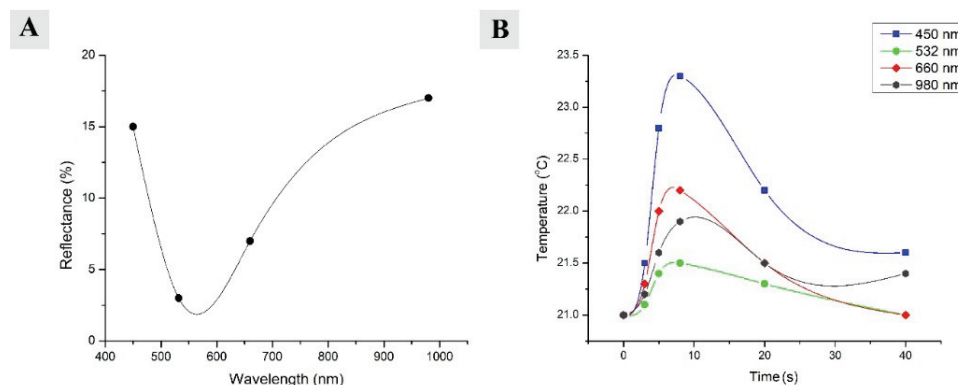 A
Reflectance (%)
20
15
10
5
0
400 500 600 700 800 900 1000
Wavelength (nm)
B
450 nm
532 nm
660 nm
980 nm
Temperature (°C)
23.5
23.0
22.5
22.0
21.5
21.0
0 10 20 30 40
Time (s)